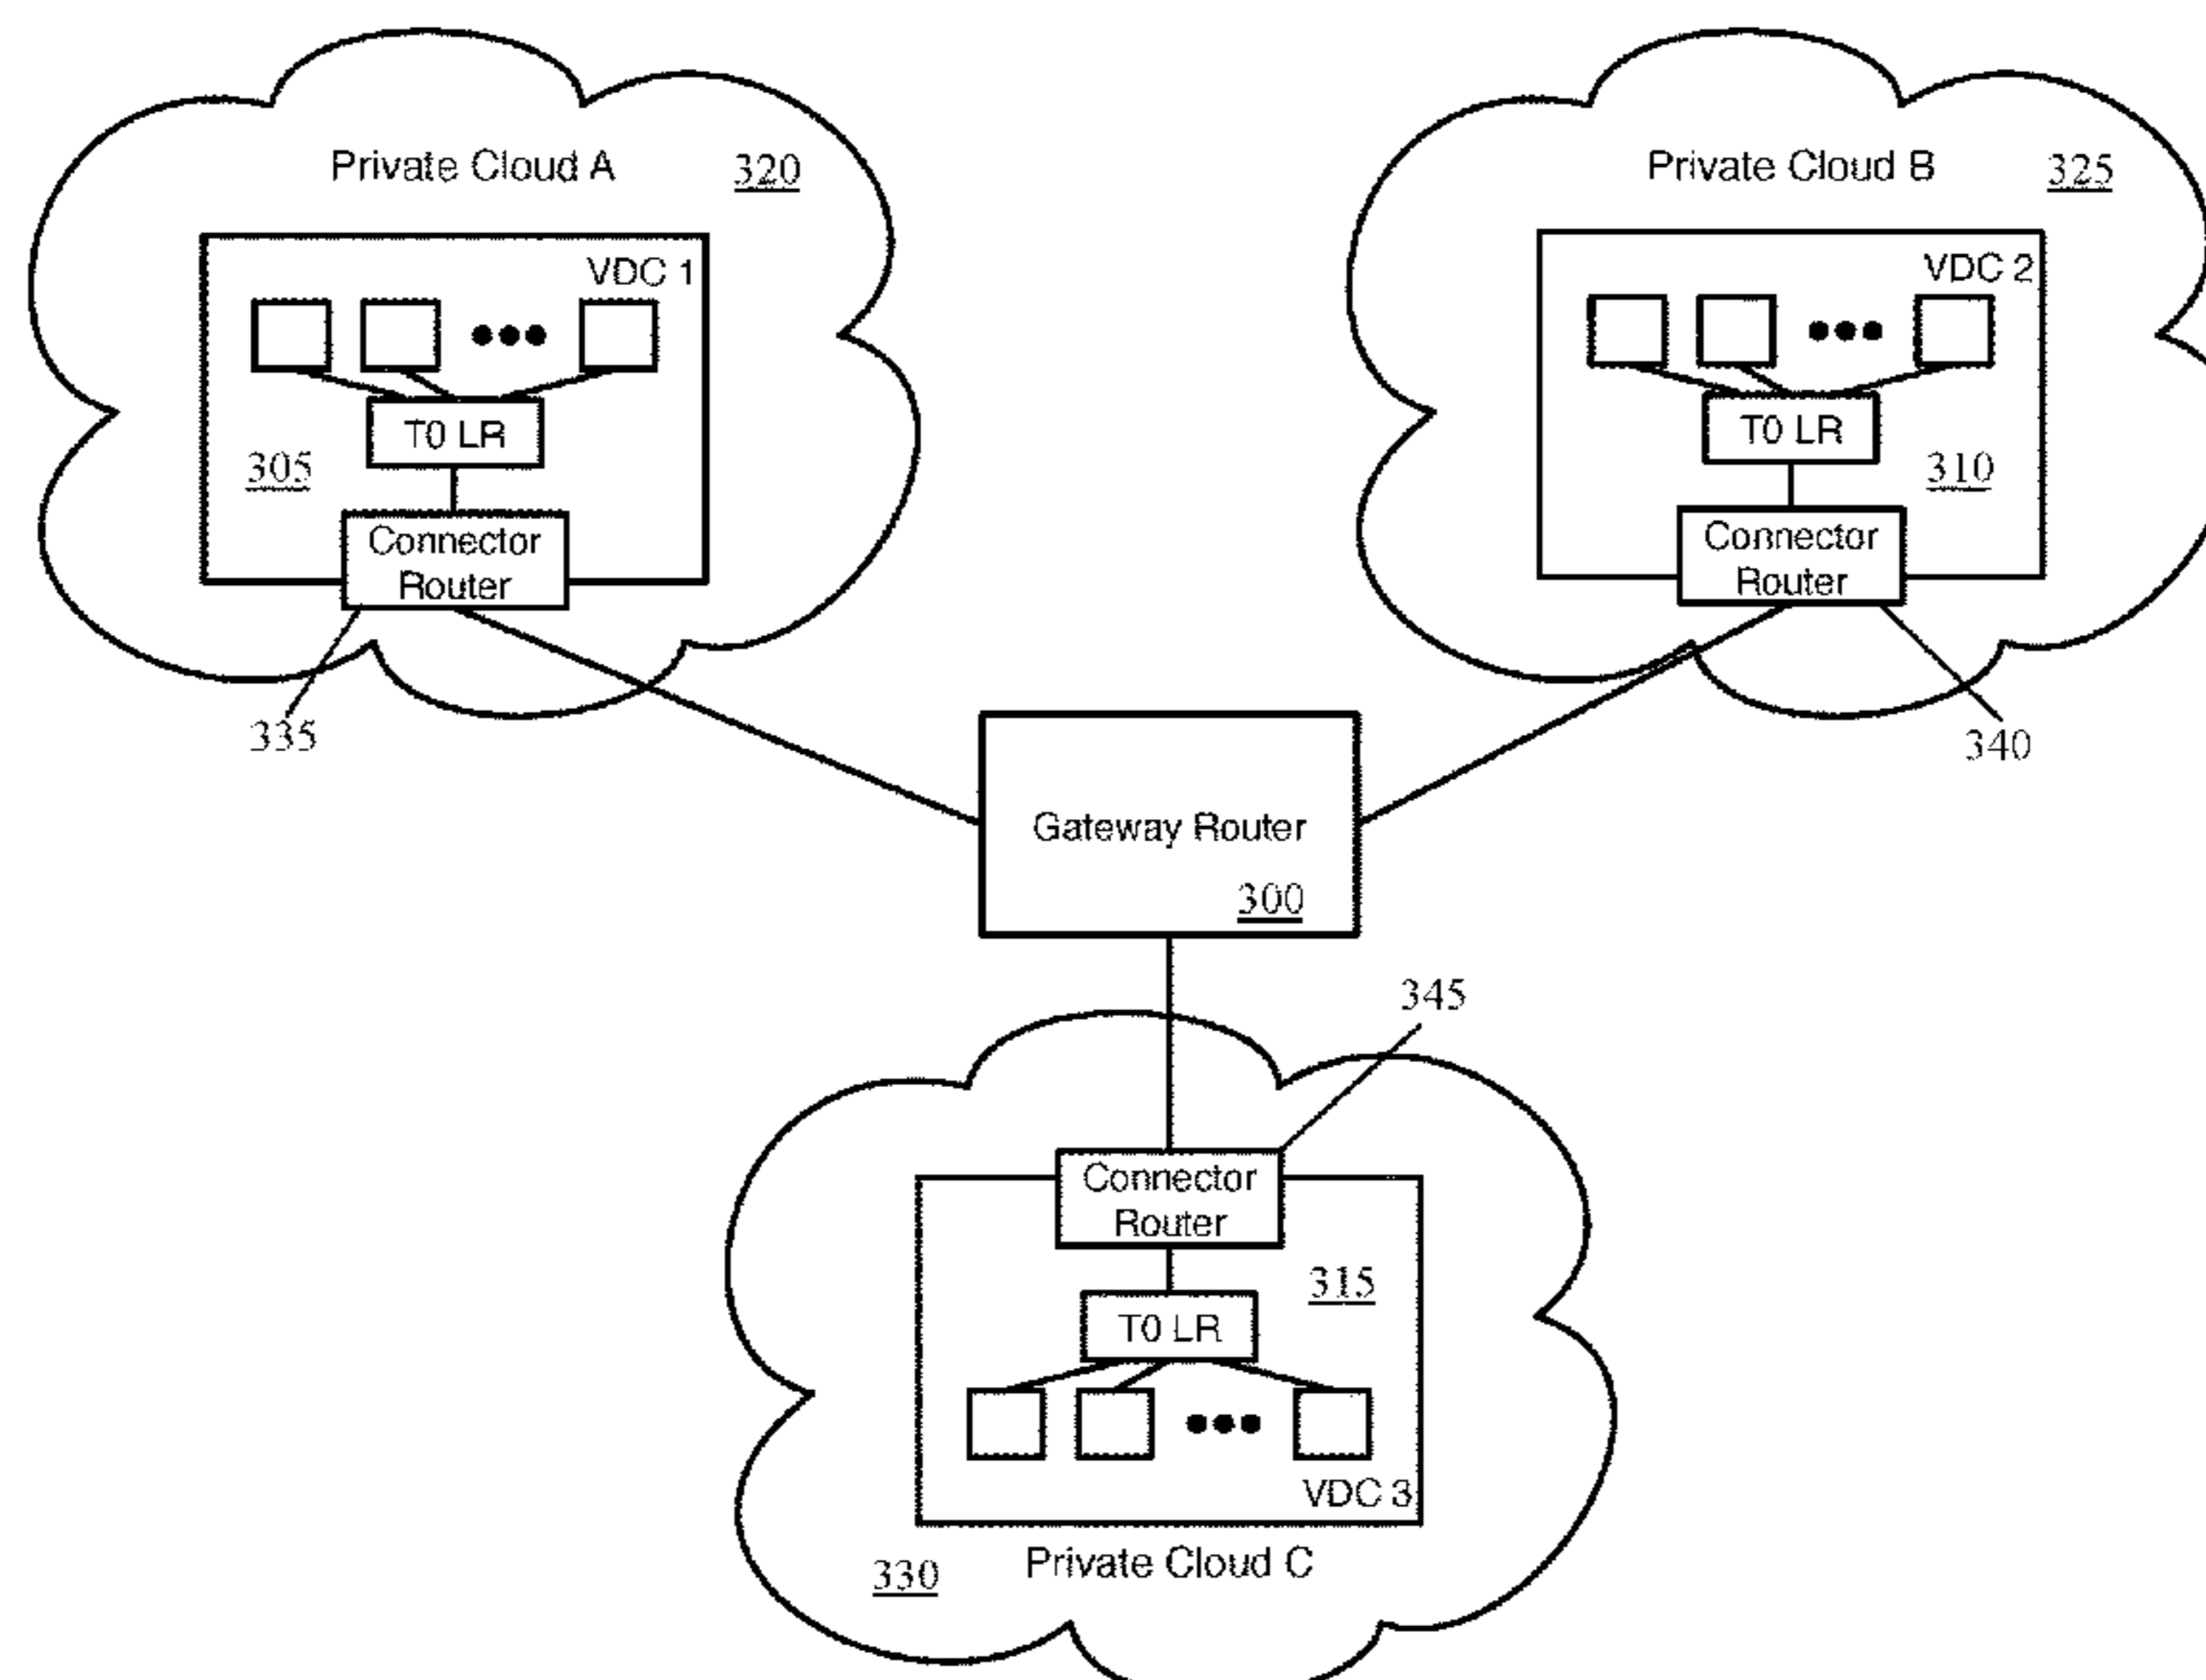 Private Cloud A
320
VDC 1
T0 LR
305
Connector
Router
335
Private Cloud B
325
VDC 2
T0 LR
310
Connector
Router
340
Gateway Router
300
345
Connector
Router
315
T0 LR
VDC 3
Private Cloud C
330